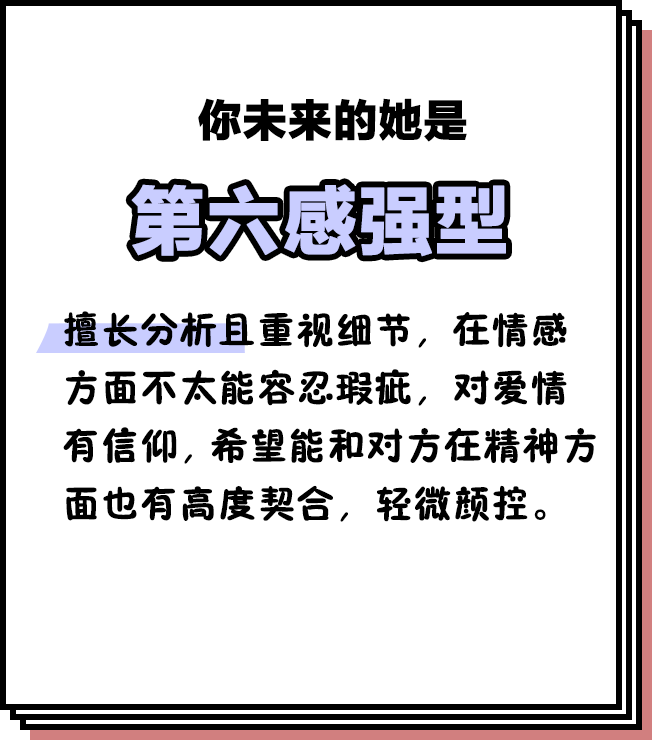 你未来的她是
第六感强型
擅长分析且重视细节，在情感
方面不太能容忍瑕疵，对爱情
有信仰，希望能和对方在精神方
面也有高度契合，轻微颜控。